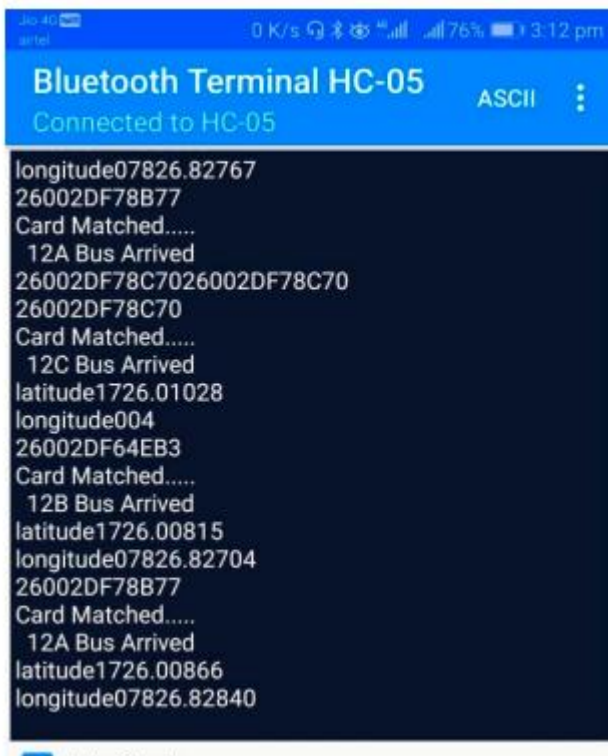 Jio 4G
airtel
0 K/s 76% 3:12 pm
Bluetooth Terminal HC-05
ASCII
Connected to HC-05
longitude07826.82767
26002DF78B77
Card Matched.....
12A Bus Arrived
26002DF78C7026002DF78C70
26002DF78C70
Card Matched.....
12C Bus Arrived
latitude1726.01028
longitude004
26002DF64EB3
Card Matched.....
12B Bus Arrived
latitude1726.00815
longitude07826.82704
26002DF78B77
Card Matched.....
12A Bus Arrived
latitude1726.00866
longitude07826.82840